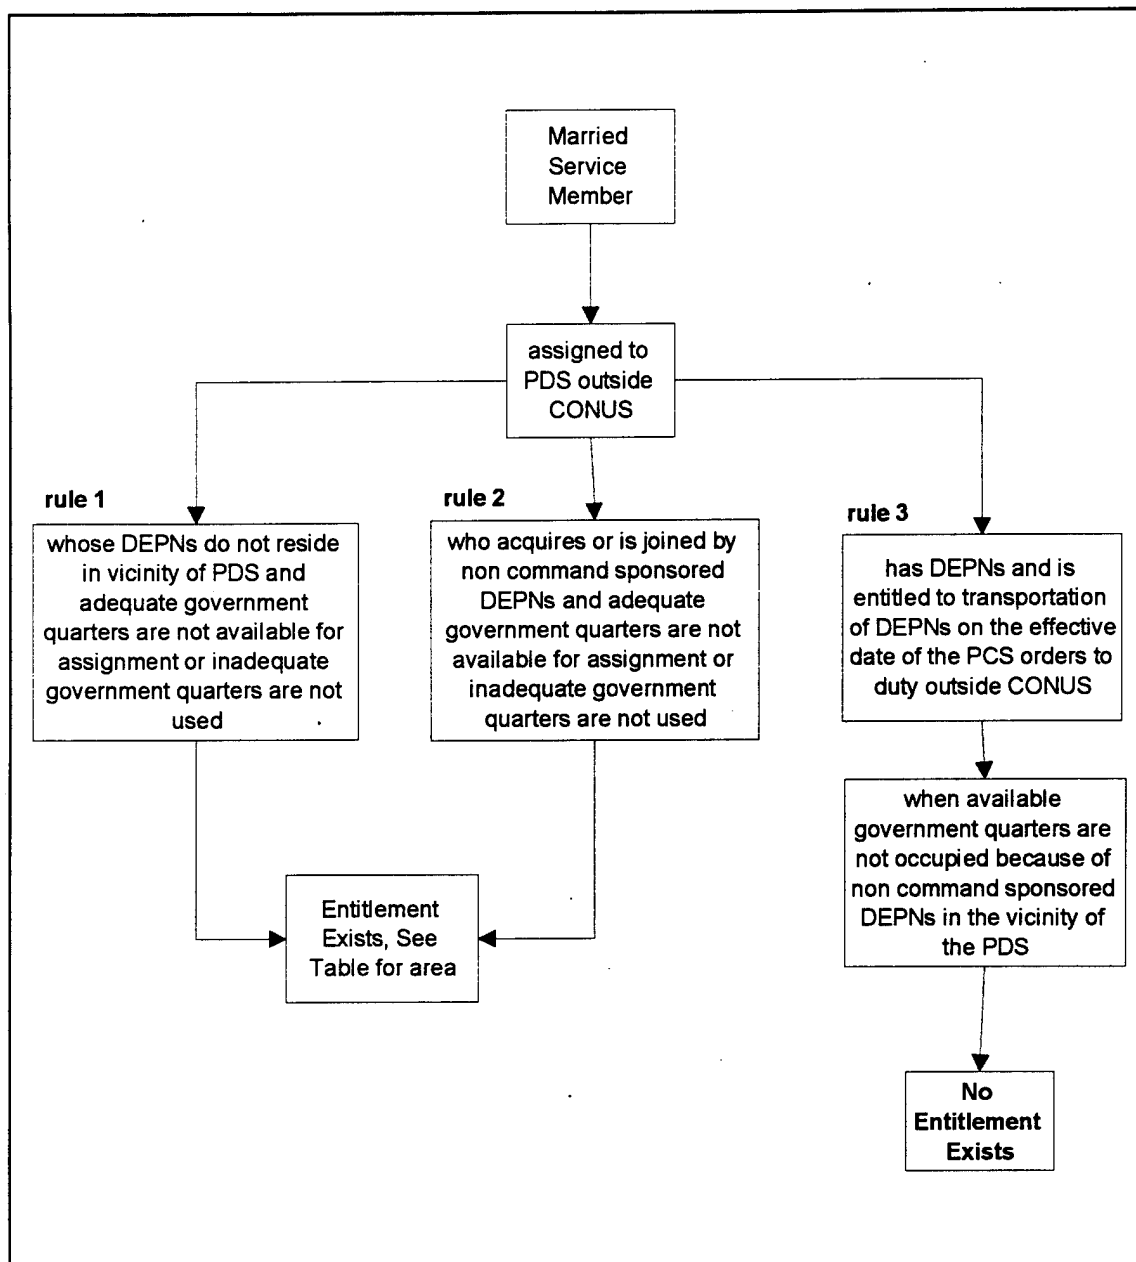 Married
Service
Member
assigned to
PDS outside
CONUS
rule 1
whose DEPNs do not reside
in vicinity of PDS and
adequate government
quarters are not available for
assignment or inadequate
government quarters are not
used
rule 2
who acquires or is joined by
non command sponsored
DEPNs and adequate
government quarters are not
available for assignment or
inadequate government
quarters are not used
rule 3
has DEPNs and is
entitled to transportation
of DEPNs on the effective
date of the PCS orders to
duty outside CONUS
when available
government quarters are
not occupied because of
non command sponsored
DEPNs in the vicinity of
the PDS
Entitlement
Exists, See
Table for area
No
Entitlement
Exists